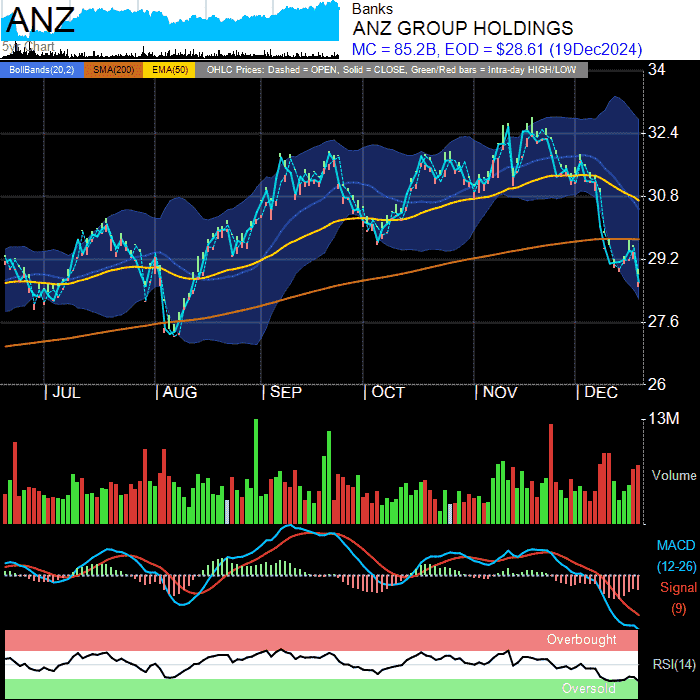 ANZ
5yr Chart
Banks
ANZ GROUP HOLDINGS
MC = 85.2B, EOD = $28.61 (19Dec2024)
BollBands(20,2) SMA(200) EMA(50) OHLC Prices: Dashed = OPEN, Solid = CLOSE, Green/Red bars = Intra-day HIGH/LOW
34
32.4
30.8
29.2
27.6
26
| JUL | AUG | SEP | OCT | NOV | DEC
13M
Volume
MACD
(12-26)
Signal
(9)
Overbought
RSI(14)
Oversold